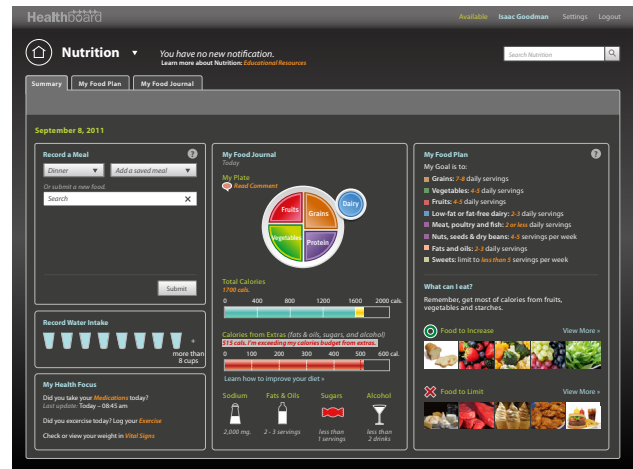 Healthboard
Available Isaac Goodman Settings Logout
Nutrition
You have no new notification.
Learn more about Nutrition: Educational Resources
Search Nutrition
Summary My Food Plan My Food Journal
September 8, 2011
Record a Meal ?
Dinner Add a saved meal
Or submit a new food.
Search X
Submit
Record Water Intake
+
more than
8 cups
My Health Focus
Did you take your Medications today?
Last update: Today – 08:45 am
Did you excercise today? Log your Exercise
Check or view your weight in Vital Signs
My Food Journal
Today
My Plate
Read Comment
Dairy
Fruits
Grains
Vegetables
Protein
Total Calories
1700 cals.
0 400 800 1200 1600 2000 cals.
Calories from Extras (fats & oils, sugars, and alcohol)
515 cals. I'm exceeding my calories budget from extras.
0 100 200 300 400 500 600 cal.
Learn how to improve your diet »
Sodium Fats & Oils Sugars Alcohol
2,000 mg. 2 - 3 servings less than
1 servings less than
2 drinks
My Food Plan ?
My Goal is to:
Grains: 7-8 daily servings
Vegetables: 4-5 daily servings
Fruits: 4-5 daily servings
Low-fat or fat-free dairy: 2-3 daily servings
Meat, poultry and fish: 2 or less daily servings
Nuts, seeds & dry beans: 4-5 servings per week
Fats and oils: 2-3 daily servings
Sweets: limit to less than 5 servings per week
What can I eat?
Remember, get most of calories from fruits,
vegetables and starches.
Food to Increase View More »
Food to Limit View More »